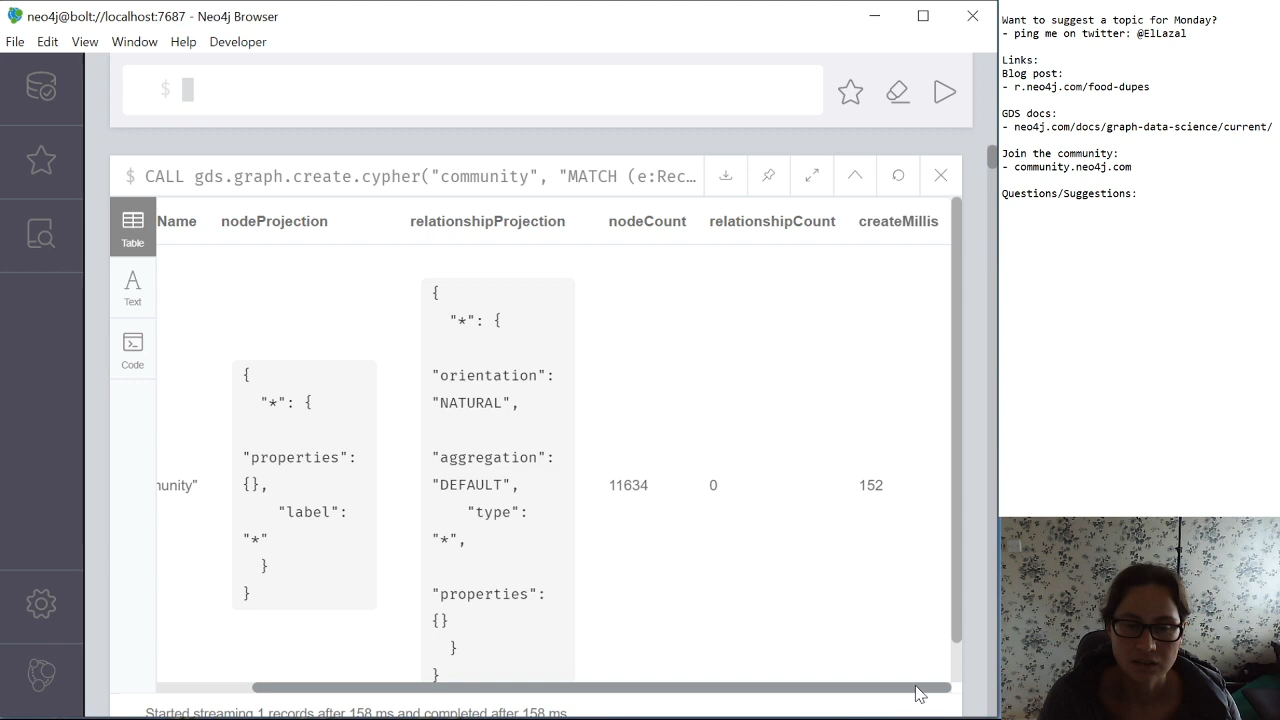 neo4j@bolt://localhost:7687 - Neo4j Browser
File Edit View Window Help Developer
$
$ CALL gds.graph.create.cypher("community", "MATCH (e:Rec…
Table
Text
Code
Name nodeProjection relationshipProjection nodeCount relationshipCount createMillis
munity"
{
"*": {
"properties":
{},
"label":
"*"
}
}
{
"*": {
"orientation":
"NATURAL",
"aggregation":
"DEFAULT",
"type":
"*",
"properties":
{}
}
}
11634 0 152
Started streaming 1 records after 158 ms and completed after 158 ms.
Want to suggest a topic for Monday?
- ping me on twitter: @ElLazal
Links:
Blog post:
- r.neo4j.com/food-dupes
GDS docs:
- neo4j.com/docs/graph-data-science/current/
Join the community:
- community.neo4j.com
Questions/Suggestions: